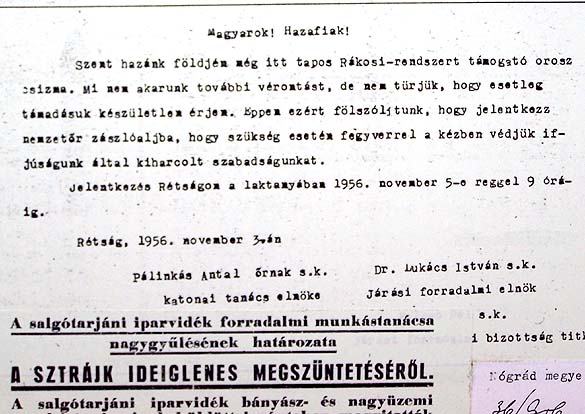 Magyarok! Hazafiak!
Szent hazánk földjén még itt tapos Rákosi-rendszert támogató orosz
csizma. Mi nem akarunk további vérontást, de nem türjük, hogy esetleg
támadásuk készületlen érjen. Éppen ezért fölszóljtunk, hogy jelentkezz
nemzetőr zászlóaljba, hogy szükség esetén fegyverrel a kézben védjük if-
júságunk által kiharcolt szabadságunkat.
Jelentkezés Rétságon a laktanyában 1956. november 5-e reggel 9 órá-
ig.
Rétság, 1956. november 3-án
Pálinkás Antal őrnak s.k.
katonai tanács elnöke
Dr. Lukács István s.k.
Járási forradalmi elnök
s.k.
i bizottság titk
A salgótarjáni iparvidék forradalmi munkástanácsa
nagygyűlésének határozata
A SZTRÁJK IDEIGLENES MEGSZÜNTETÉSÉRŐL.
A salgótarjáni iparvidék bányász- és nagyüzemi
Nógrád megye